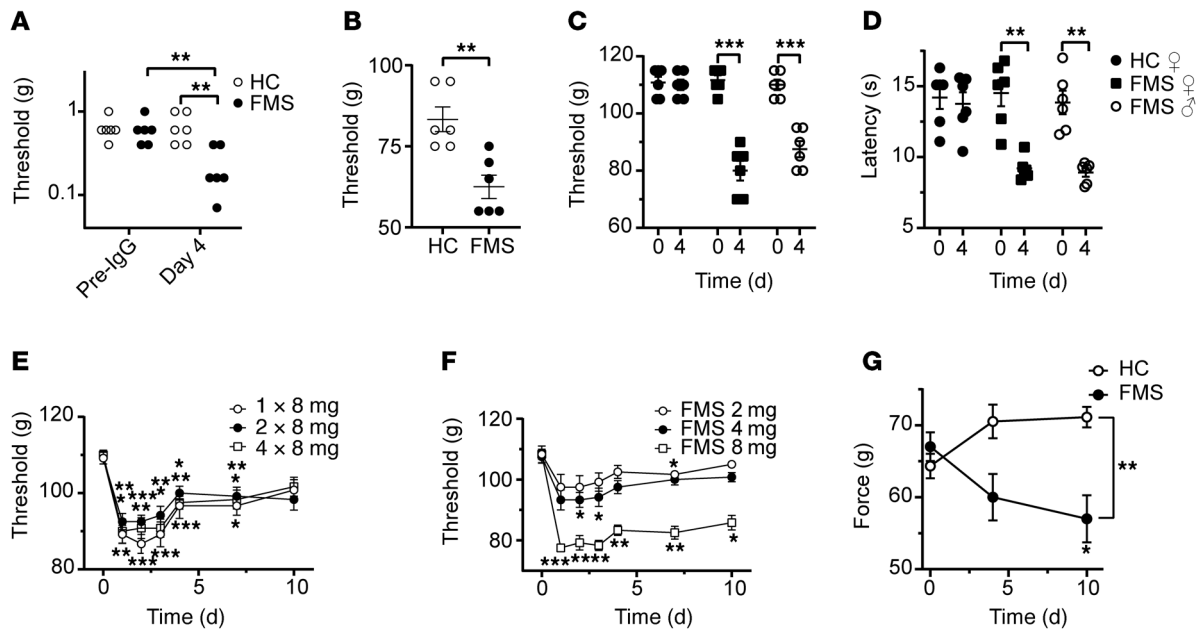 A
Threshold (g)
1
0.1
Pre-IgG
Day 4
**
**
HC
FMS
B
Threshold (g)
100
75
50
**
HC
FMS
C
Threshold (g)
120
100
80
60
***
***
0 4 0 4 0 4
Time (d)
D
Latency (s)
15
10
5
**
**
0 4 0 4 0 4
Time (d)
HC ♀
FMS ♀
FMS ♂
E
Threshold (g)
120
100
80
1 × 8 mg
2 × 8 mg
4 × 8 mg
**
*
***
**
**
*
*
**
**
*
**
***
***
***
*
0 5 10
Time (d)
F
Threshold (g)
120
100
80
FMS 2 mg
FMS 4 mg
FMS 8 mg
*
*
*
*******
**
**
*
0 5 10
Time (d)
G
Force (g)
70
60
50
HC
FMS
**
*
0 5 10
Time (d)